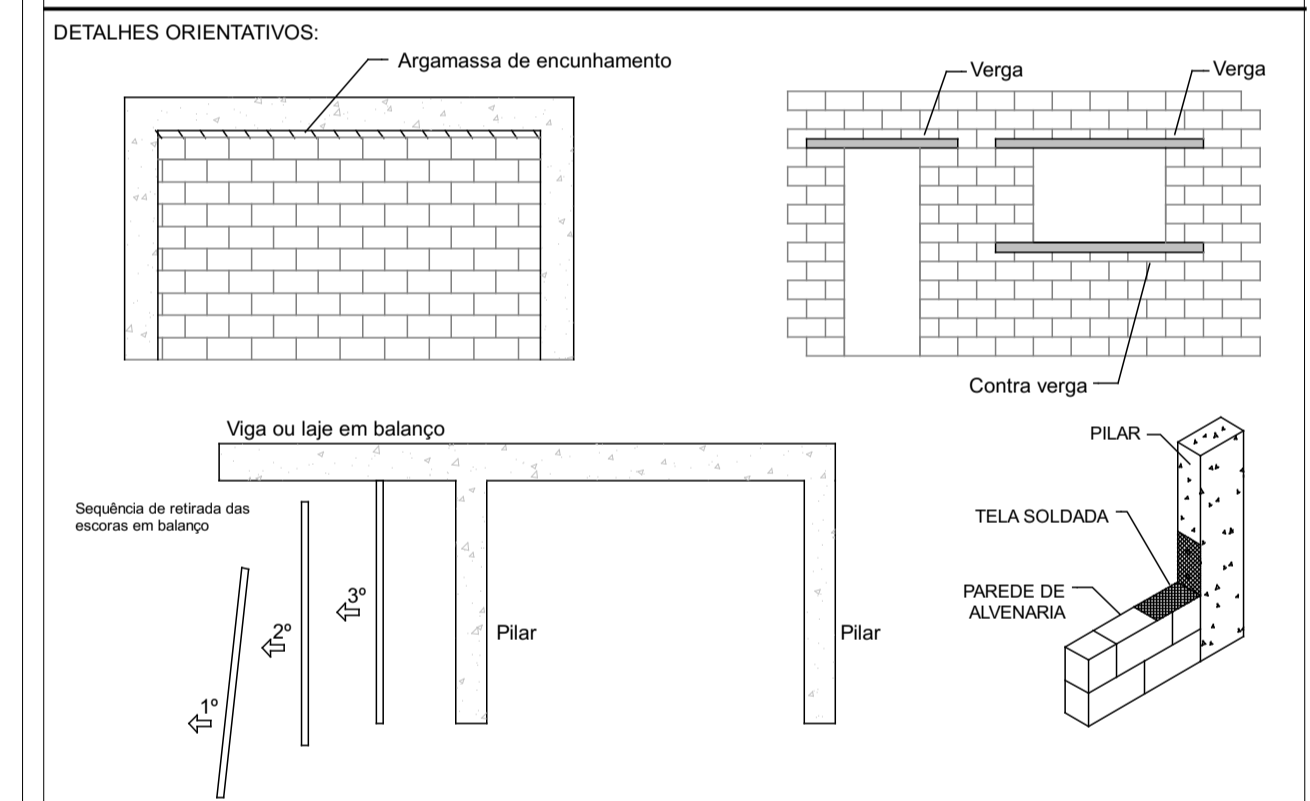 DETALHES ORIENTATIVOS:
Argamassa de encunhamento
Verga
Verga
Contra verga
Viga ou laje em balanço
Sequência de retirada das
escoras em balanço
1º
2º
3º
Pilar
Pilar
PILAR
TELA SOLDADA
PAREDE DE
ALVENARIA